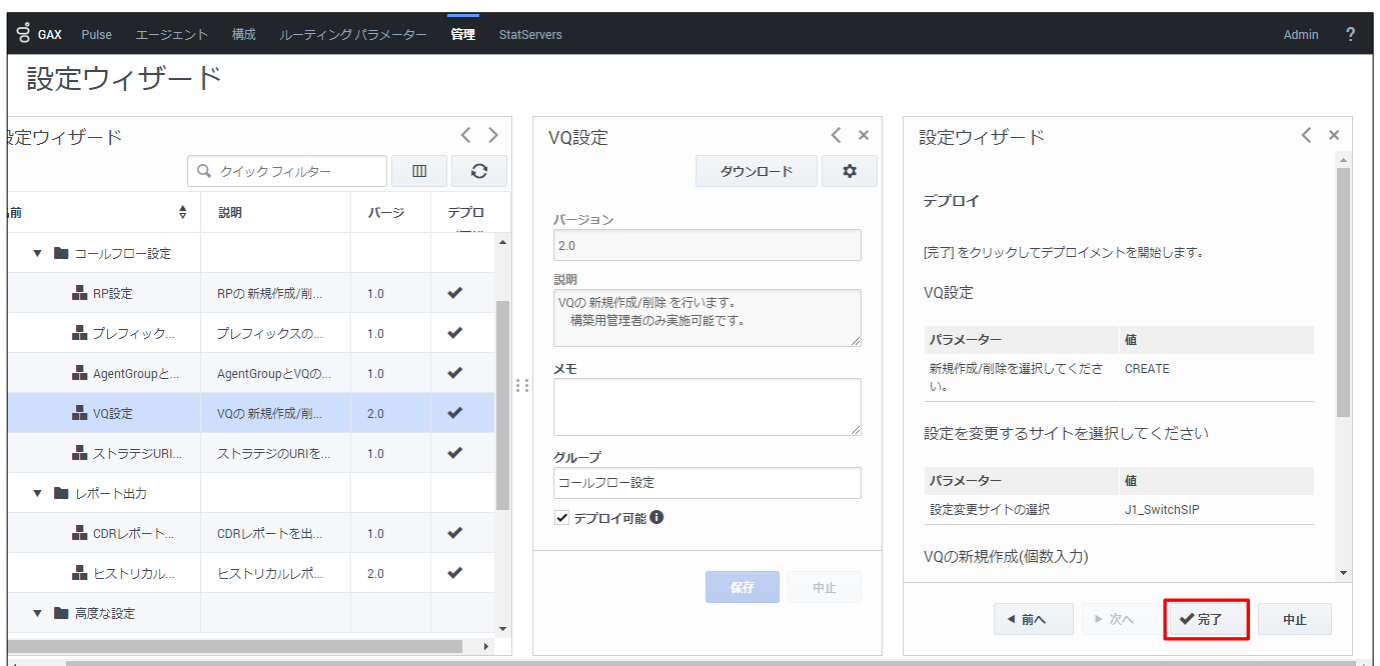 GAX Pulse エージェント 構成 ルーティング パラメーター 管理 StatServers Admin ?
設定ウィザード
設定ウィザード
クイック フィルター
名前 説明 バージ デプロ
コールフロー設定
RP設定 RPの 新規作成/削... 1.0
プレフィック... プレフィックスの... 1.0
AgentGroupと... AgentGroupとVQの... 1.0
VQ設定 VQの 新規作成/削... 2.0
ストラテジURI... ストラテジのURIを... 1.0
レポート出力
CDRレポート... CDRレポートを出... 1.0
ヒストリカル... ヒストリカルレポ... 2.0
高度な設定
VQ設定
ダウンロード
バージョン
2.0
説明
VQの 新規作成/削除 を行います。
構築用管理者のみ実施可能です。
メモ
グループ
コールフロー設定
デプロイ可能
保存 中止
設定ウィザード
デプロイ
[完了] をクリックしてデプロイメントを開始します。
VQ設定
パラメーター 値
新規作成/削除を選択してくださ CREATE
い。
設定を変更するサイトを選択してください
パラメーター 値
設定変更サイトの選択 J1_SwitchSIP
VQの新規作成(個数入力)
前へ 次へ 完了 中止